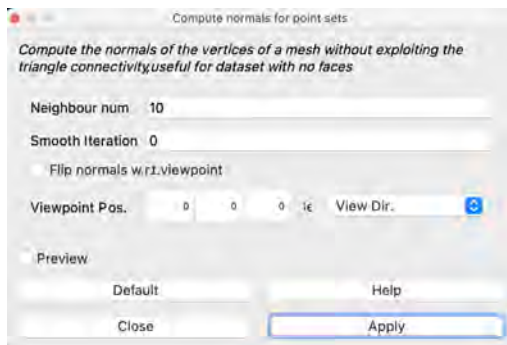 Compute normals for point sets
Compute the normals of the vertices of a mesh without exploiting the
triangle connectivity,useful for dataset with no faces
Neighbour num 10
Smooth Iteration 0
Flip normals w.r.t.viewpoint
Viewpoint Pos. 0 0 0 View Dir.
Preview
Default Help
Close Apply